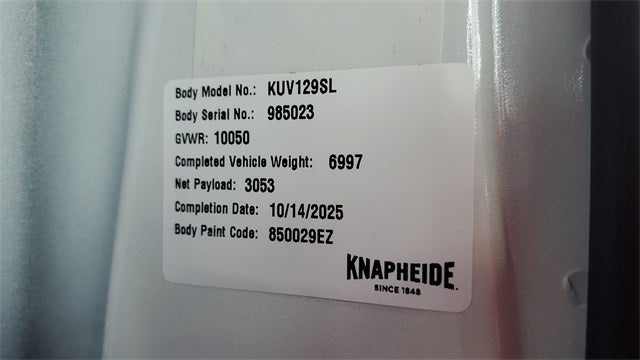 Body Model No.: KUV129SL
Body Serial No.: 985023
GVWR: 10050
Completed Vehicle Weight: 6997
Net Payload: 3053
Completion Date: 10/14/2025
Body Paint Code: 850029EZ
KNAPHEIDE.
SINCE 1848